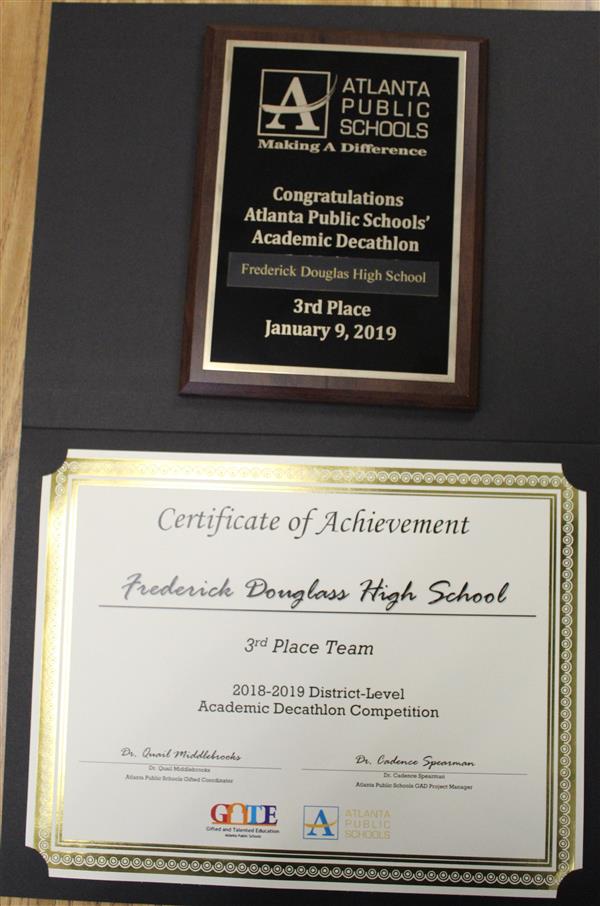 ATLANTA
PUBLIC
SCHOOLS
Making A Difference
Congratulations
Atlanta Public Schools'
Academic Decathlon
Frederick Douglas High School
3rd Place
January 9, 2019
Certificate of Achievement
Frederick Douglass High School
3rd Place Team
2018-2019 District-Level
Academic Decathlon Competition
Dr. Quail Middlebrooks
Dr. Quail Middlebrooks
Atlanta Public Schools Gifted Coordinator
Dr. Cadence Spearman
Dr. Cadence Spearman
Atlanta Public Schools GAD Project Manager
GATE
Gifted and Talented Education
Atlanta Public Schools
ATLANTA
PUBLIC
SCHOOLS